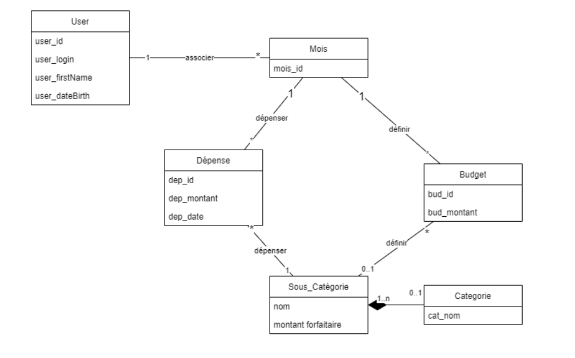 User
user_id
user_login
user_firstName
user_dateBirth
1 associer *
Mois
mois_id
1
dépenser
*
1
définir
*
Dépense
dep_id
dep_montant
dep_date
Budget
bud_id
bud_montant
*
dépenser
1
*
définir
0..1
Sous_Catégorie
nom
montant forfaitaire
1..n
0..1
Categorie
cat_nom